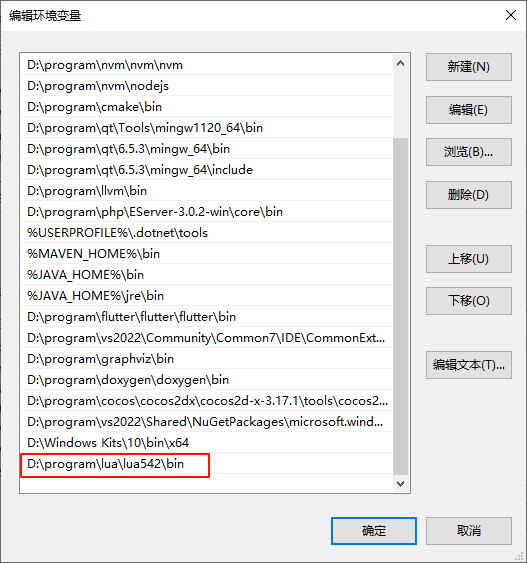 编辑环境变量
D:\program\nvm\nvm\nvm
D:\program\nvm\nodejs
D:\program\cmake\bin
D:\program\qt\Tools\mingw1120_64\bin
D:\program\qt\6.5.3\mingw_64\bin
D:\program\qt\6.5.3\mingw_64\include
D:\program\llvm\bin
D:\program\php\EServer-3.0.2-win\core\bin
%USERPROFILE%\.dotnet\tools
%MAVEN_HOME%\bin
%JAVA_HOME%\bin
%JAVA_HOME%\jre\bin
D:\program\flutter\flutter\flutter\bin
D:\program\vs2022\Community\Common7\IDE\CommonExt...
D:\program\graphviz\bin
D:\program\doxygen\doxygen\bin
D:\program\cocos\cocos2dx\cocos2d-x-3.17.1\tools\cocos2...
D:\program\vs2022\Shared\NuGetPackages\microsoft.wind...
D:\Windows Kits\10\bin\x64
D:\program\lua\lua542\bin
新建(N)
编辑(E)
浏览(B)...
删除(D)
上移(U)
下移(O)
编辑文本(T)...
确定
取消